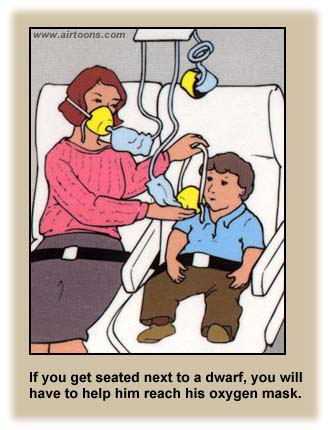 www.airtoons.com
If you get seated next to a dwarf, you will
have to help him reach his oxygen mask.